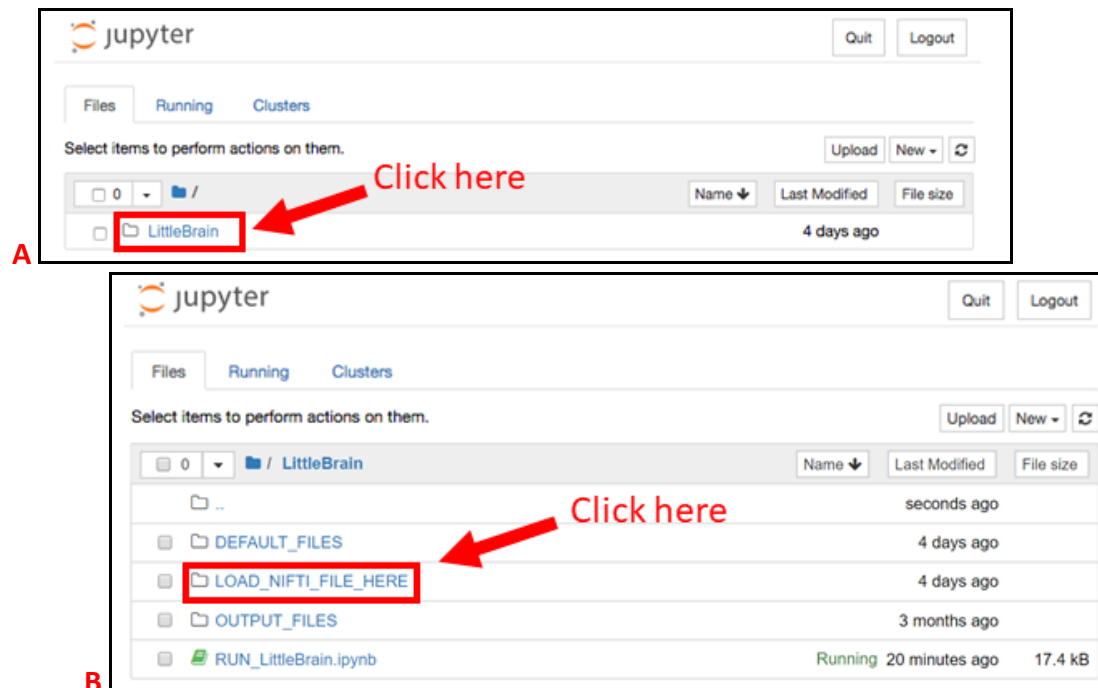 jupyter
Quit Logout
Files Running Clusters
Select items to perform actions on them.
Upload New
Click here
0 /
Name Last Modified File size
LittleBrain 4 days ago
A
jupyter
Quit Logout
Files Running Clusters
Select items to perform actions on them.
Upload New
0 / LittleBrain
Name Last Modified File size
.. seconds ago
Click here
DEFAULT_FILES 4 days ago
LOAD_NIFTI_FILE_HERE 4 days ago
OUTPUT_FILES 3 months ago
RUN_LittleBrain.ipynb Running 20 minutes ago 17.4 kB
B